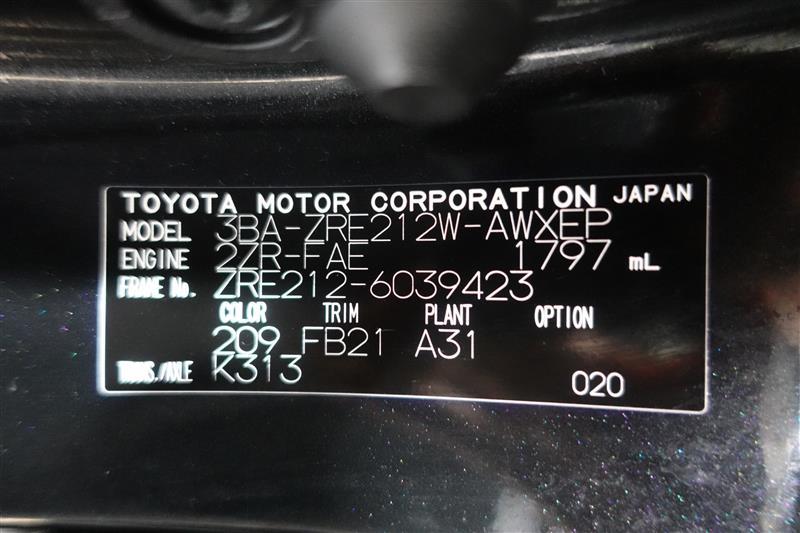 TOYOTA MOTOR CORPORATION JAPAN
MODEL 3BA-ZRE212W-AWXEP
ENGINE 2ZR-FAE 1797 mL
FRAME No. ZRE212-6039423
COLOR TRIM PLANT OPTION
209 FB21 A31
TRANS./AXLE K313
020